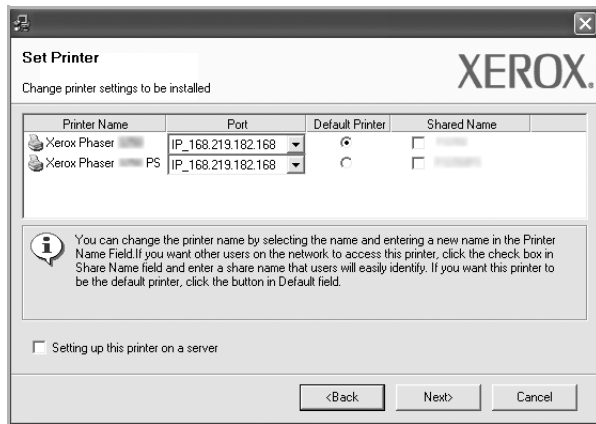 Set Printer
XEROX.
Change printer settings to be installed
Printer Name Port Default Printer Shared Name
Xerox Phaser IP_168.219.182.168
Xerox Phaser PS IP_168.219.182.168
You can change the printer name by selecting the name and entering a new name in the Printer
Name Field.If you want other users on the network to access this printer, click the check box in
Share Name field and enter a share name that users will easily identify. If you want this printer to
be the default printer, click the button in Default field.
Setting up this printer on a server
<Back Next> Cancel